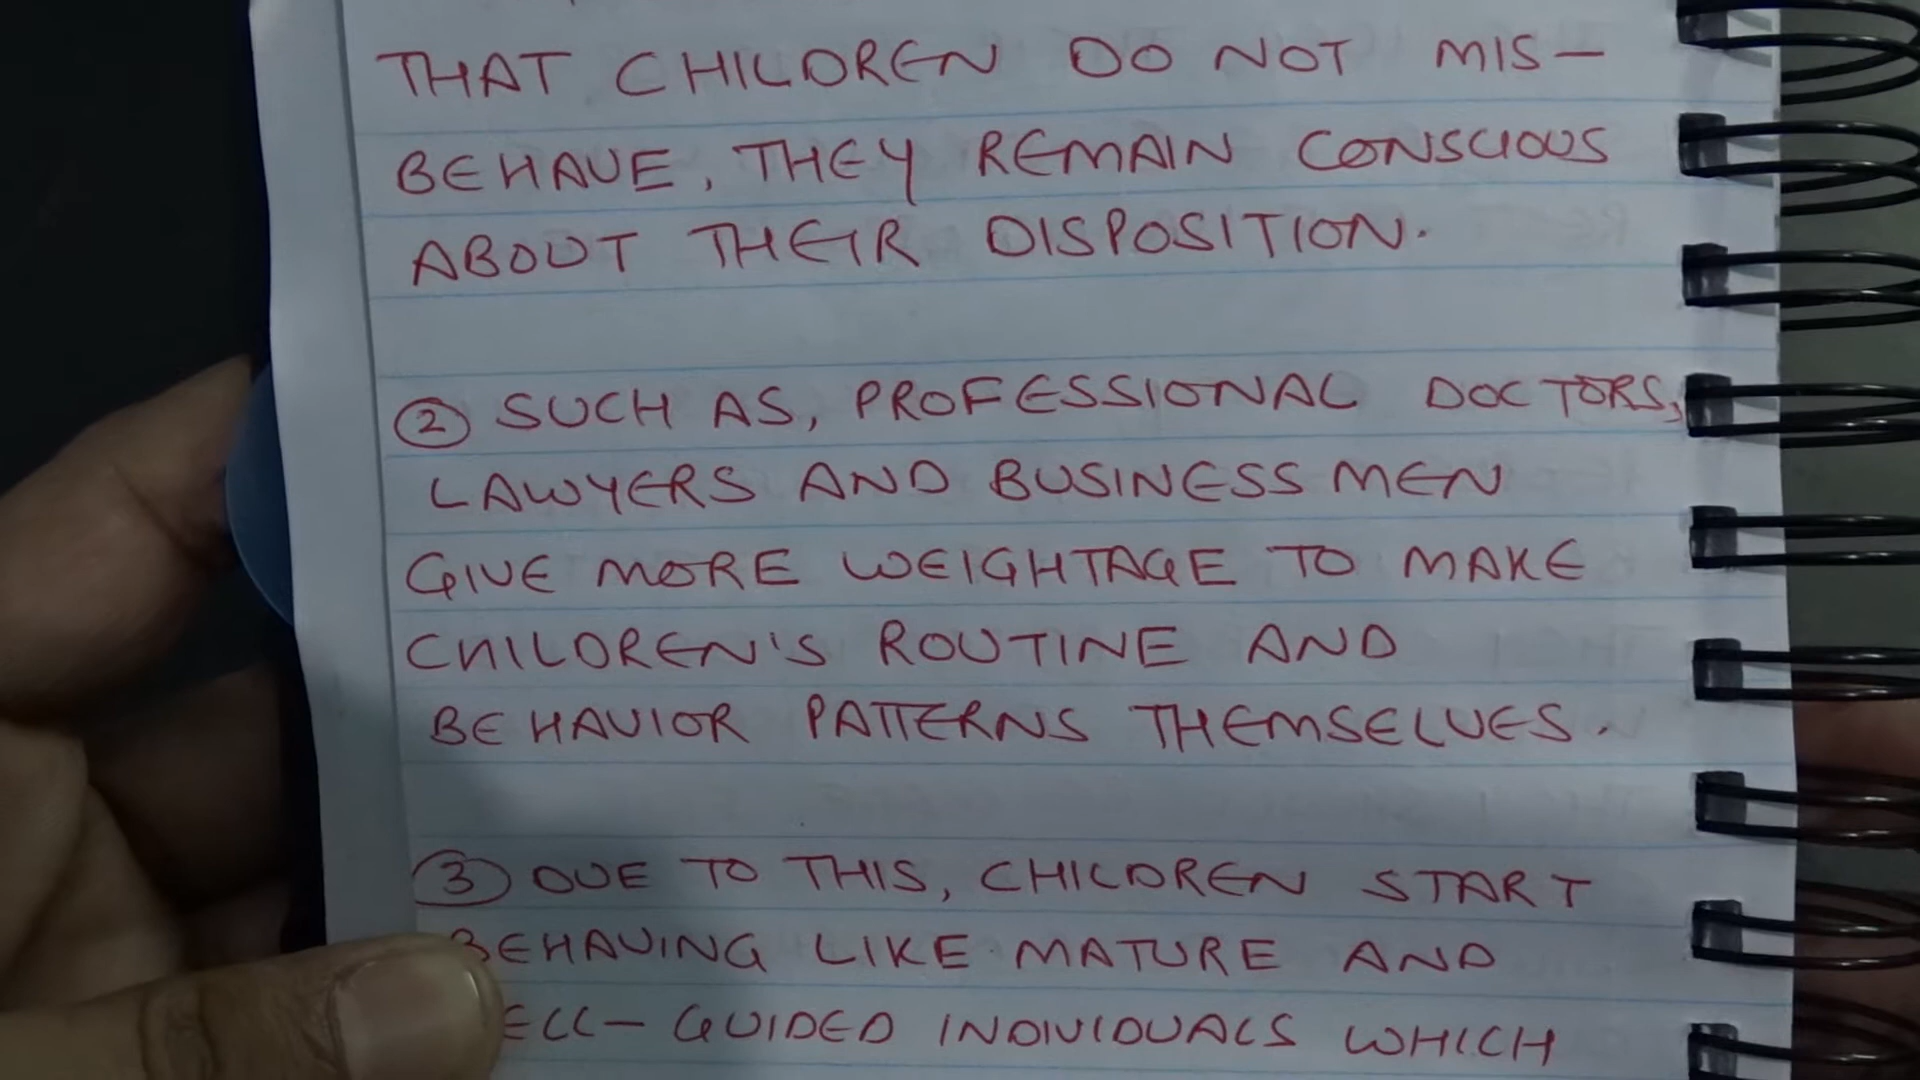 THAT CHILDREN DO NOT MIS-
BEHAVE, THEY REMAIN CONSCIOUS
ABOUT THEIR DISPOSITION.
② SUCH AS, PROFESSIONAL DOCTORS,
LAWYERS AND BUSINESSMEN
GIVE MORE WEIGHTAGE TO MAKE
CHILDREN'S ROUTINE AND
BEHAVIOR PATTERNS THEMSELVES.
③ DUE TO THIS, CHILDREN START
BEHAVING LIKE MATURE AND
ELL-GUIDED INDIVIDUALS WHICH